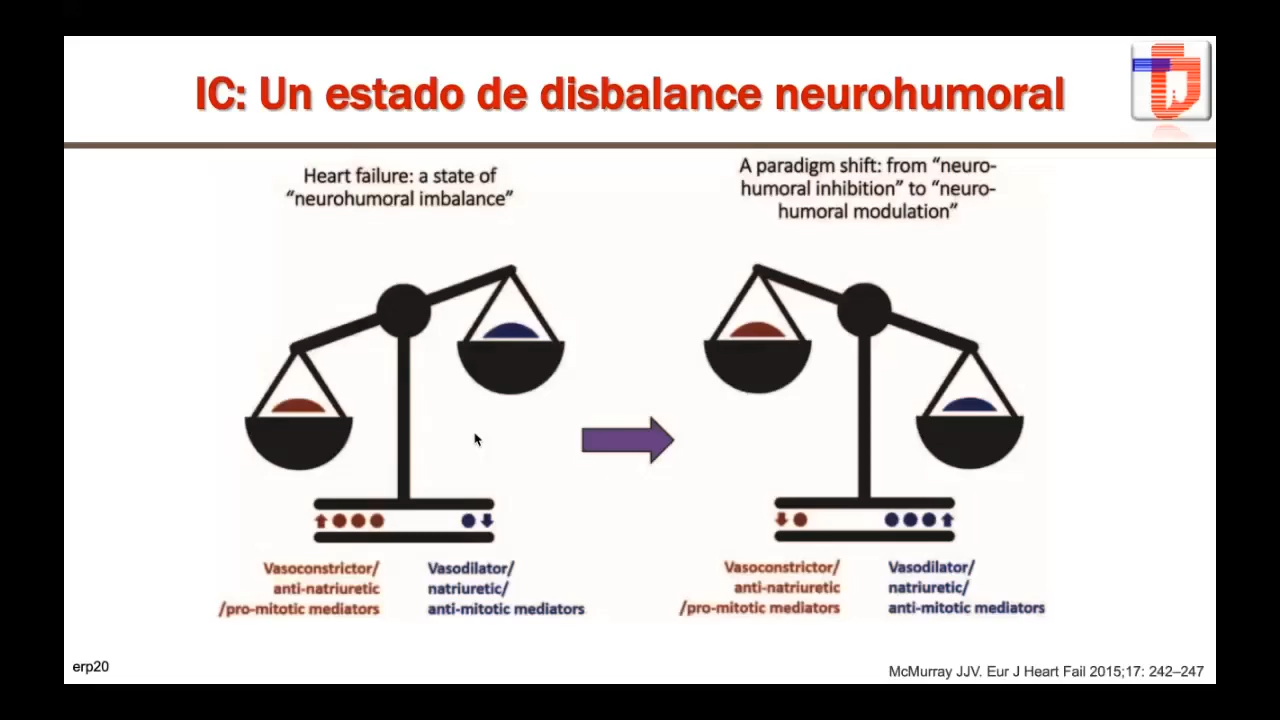 IC: Un estado de disbalance neurohumoral
Heart failure: a state of
“neurohumoral imbalance”
A paradigm shift: from “neuro-
humoral inhibition” to “neuro-
humoral modulation”
Vasoconstrictor/
anti-natriuretic
/pro-mitotic mediators
Vasodilator/
natriuretic/
anti-mitotic mediators
Vasoconstrictor/
anti-natriuretic
/pro-mitotic mediators
Vasodilator/
natriuretic/
anti-mitotic mediators
erp20
McMurray JJV. Eur J Heart Fail 2015;17: 242–247